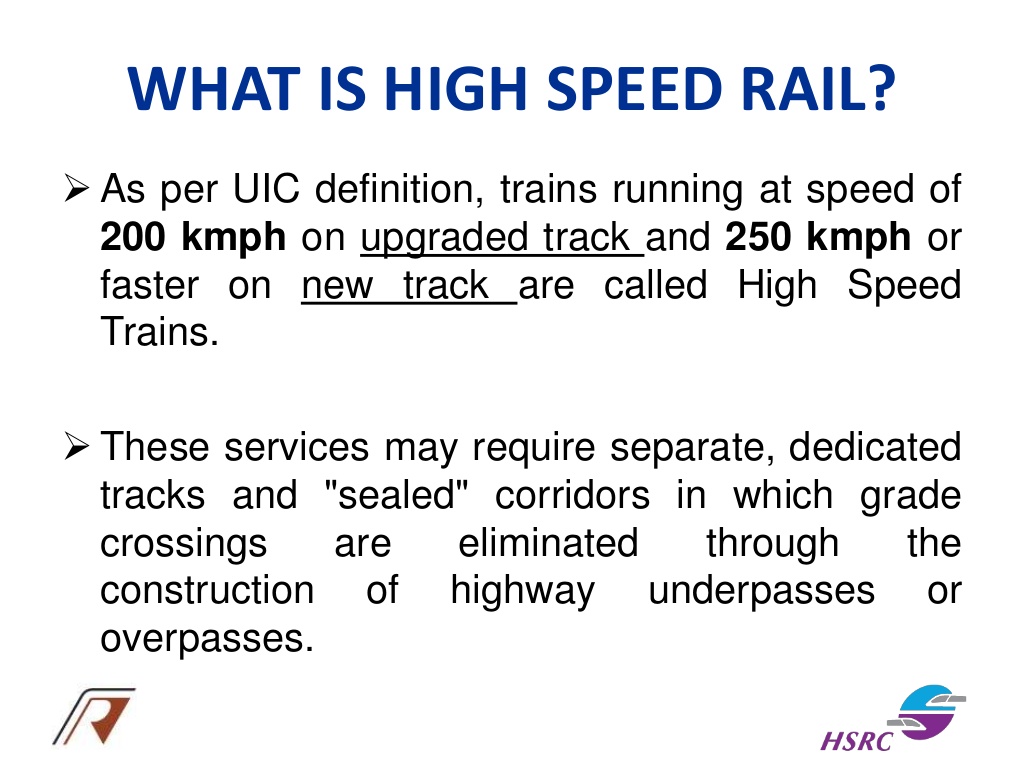 WHAT IS HIGH SPEED RAIL?
As per UIC definition, trains running at speed of
200 kmph on upgraded track and 250 kmph or
faster on new track are called High Speed
Trains.
These services may require separate, dedicated
tracks and "sealed" corridors in which grade
crossings are eliminated through the
construction of highway underpasses or
overpasses.
HSRC